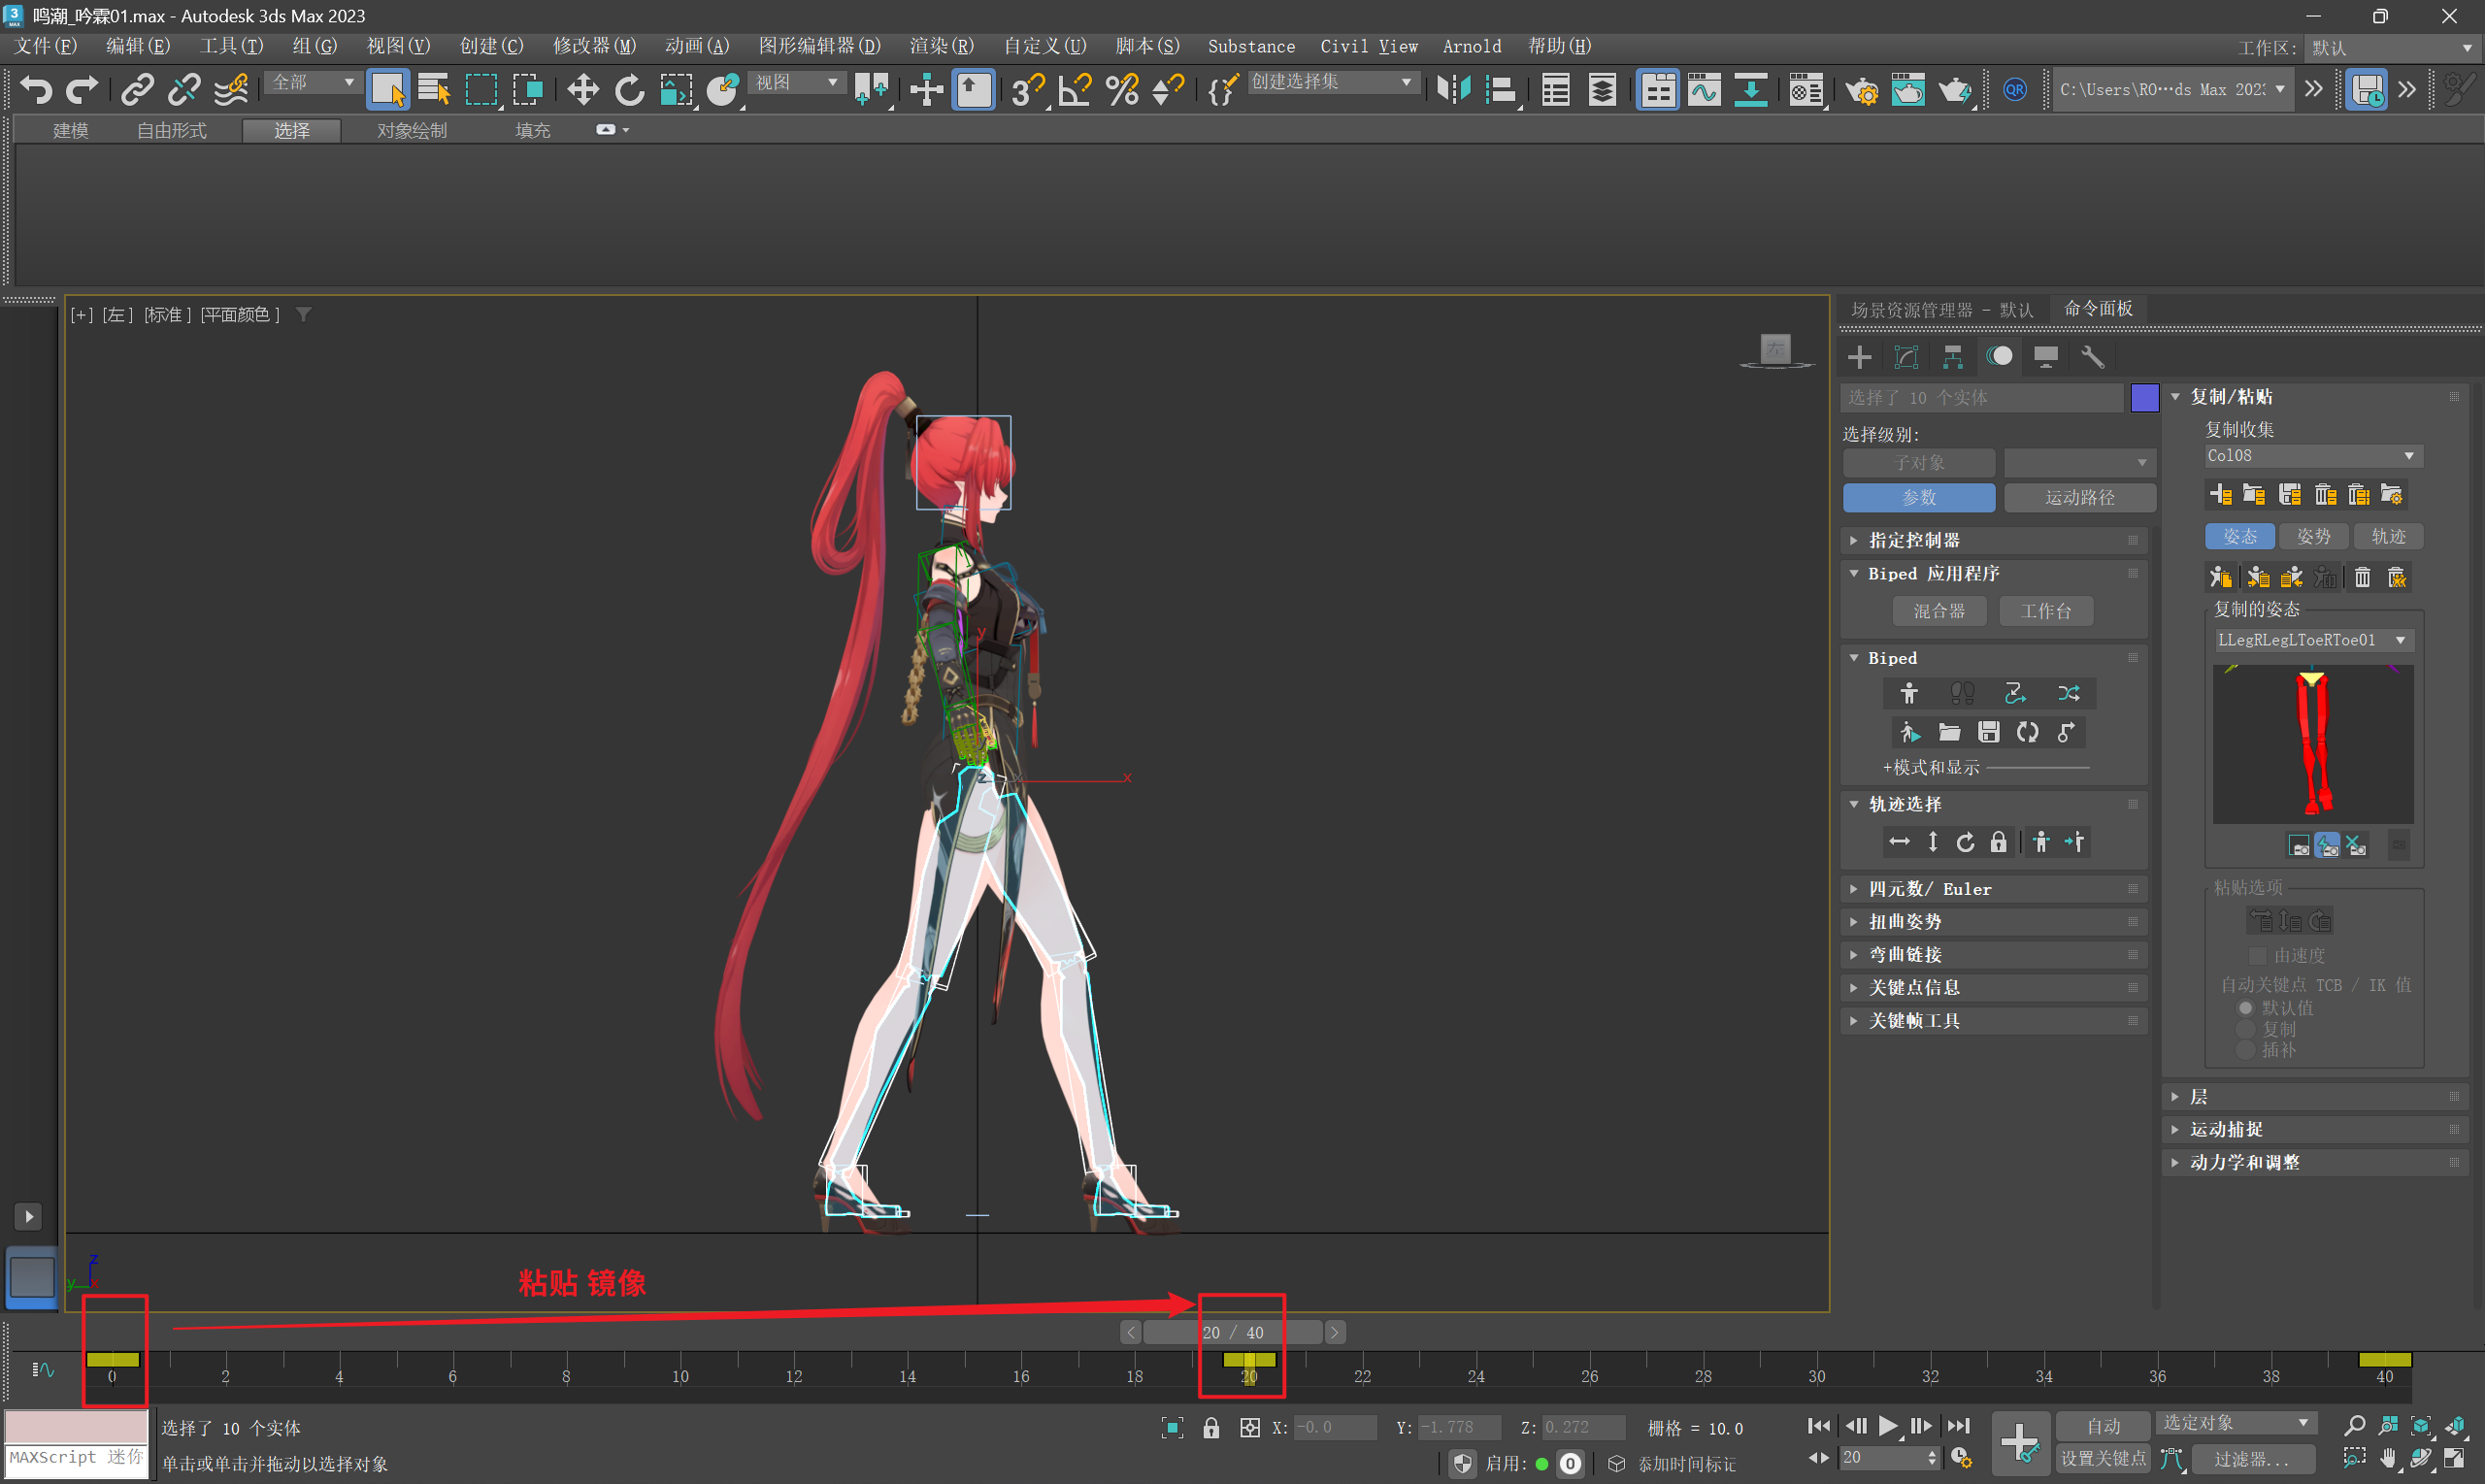 鸣潮_吟霖01.max - Autodesk 3ds Max 2023
文件(F) 编辑(E) 工具(T) 组(G) 视图(V) 创建(C) 修改器(M) 动画(A) 图形编辑器(D) 渲染(R) 自定义(U) 脚本(S) Substance Civil View Arnold 帮助(H) 工作区: 默认
全部 视图 创建选择集 QR C:\Users\RO…ds Max 202
建模 自由形式 选择 对象绘制 填充
[+] [左] [标准] [平面颜色]
左
y
x
z
z
y
x
场景资源管理器 - 默认 命令面板
选择了 10 个实体
选择级别:
子对象
参数 运动路径
指定控制器
Biped 应用程序
混合器 工作台
Biped
+模式和显示
轨迹选择
四元数/ Euler
扭曲姿势
弯曲链接
关键点信息
关键帧工具
复制/粘贴
复制收集
Col08
姿态 姿势 轨迹
复制的姿态
LLegRLegLToeRToe01
粘贴选项
由速度
自动关键点 TCB / IK 值
默认值
复制
插补
层
运动捕捉
动力学和调整
粘贴 镜像
20 / 40
0 2 4 6 8 10 12 14 16 18 20 22 24 26 28 30 32 34 36 38 40
选择了 10 个实体 X: -0.0 Y: -1.778 Z: 0.272 栅格 = 10.0 自动 选定对象
MAXScript 迷你 单击或单击并拖动以选择对象 启用: 0 添加时间标记 20 设置关键点 过滤器...